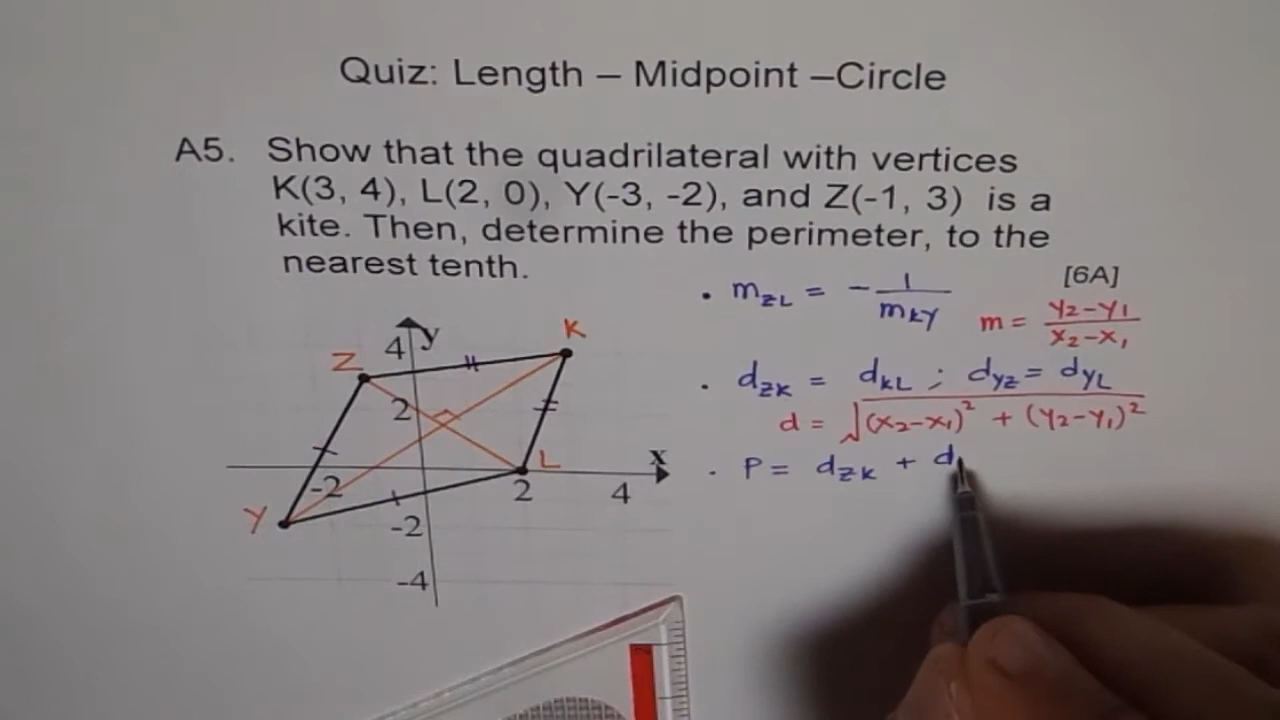 Quiz: Length – Midpoint –Circle
A5. Show that the quadrilateral with vertices
K(3, 4), L(2, 0), Y(-3, -2), and Z(-1, 3) is a
kite. Then, determine the perimeter, to the
nearest tenth.
[6A]
. m_ZL = - 1/m_KY
m = (y₂-y₁)/(x₂-x₁)
. d_ZK = d_KL ; d_YZ = d_YL
d = √(x₂-x₁)² + (y₂-y₁)²
. P = d_ZK + d
y
K
Z
4
2
L
x
-2
2
4
Y
-2
-4